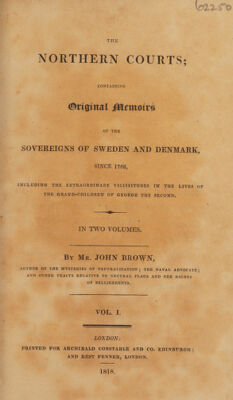 62250
THE
NORTHERN COURTS;
CONTAINING
Original Memoirs
OF THE
SOVEREIGNS OF SWEDEN AND DENMARK,
SINCE 1766,
INCLUDING THE EXTRAORDINARY VICISSITUDES IN THE LIVES OF
THE GRAND-CHILDREN OF GEORGE THE SECOND.
IN TWO VOLUMES.
BY MR. JOHN BROWN,
AUTHOR OF THE MYSTERIES OF NEUTRALIZATION; THE NAVAL ADVOCATE;
AND OTHER TRACTS RELATIVE TO NEUTRAL FLAGS AND THE RIGHTS
OF BELLIGERENTS.
VOL. I.
LONDON:
PRINTED FOR ARCHIBALD CONSTABLE AND CO. EDINBURGH;
AND REST FENNER, LONDON.
1818.